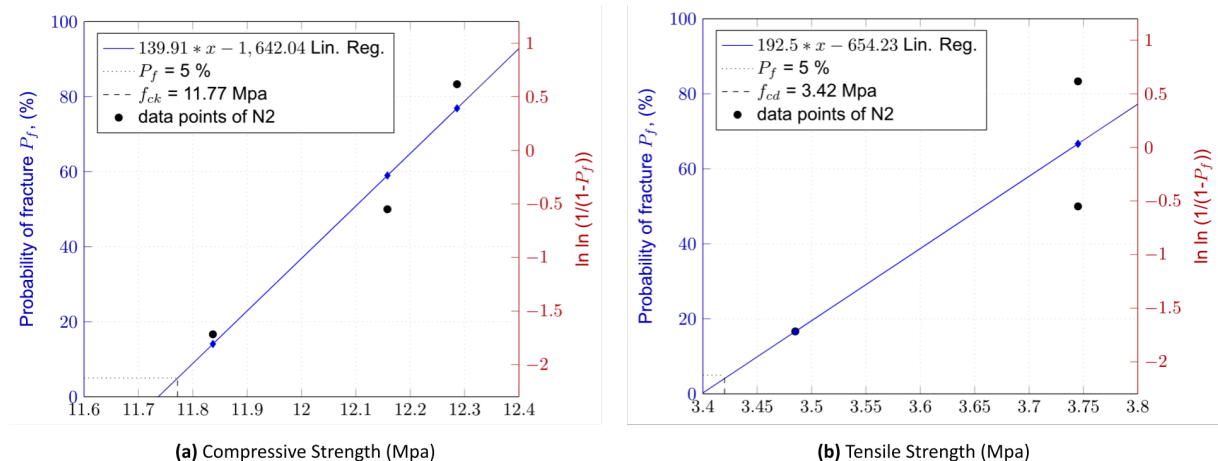 139.91 ∗ x − 1,642.04 Lin. Reg.
P_f = 5 %
f_ck = 11.77 Mpa
data points of N2
Probability of fracture P_f, (%)
100
80
60
40
20
0
11.6 11.7 11.8 11.9 12 12.1 12.2 12.3 12.4
1
0.5
0
−0.5
−1
−1.5
−2
ln ln (1/(1-P_f))
(a) Compressive Strength (Mpa)
192.5 ∗ x − 654.23 Lin. Reg.
P_f = 5 %
f_cd = 3.42 Mpa
data points of N2
Probability of fracture P_f, (%)
100
80
60
40
20
0
3.4 3.45 3.5 3.55 3.6 3.65 3.7 3.75 3.8
1
0.5
0
−0.5
−1
−1.5
−2
ln ln (1/(1-P_f))
(b) Tensile Strength (Mpa)